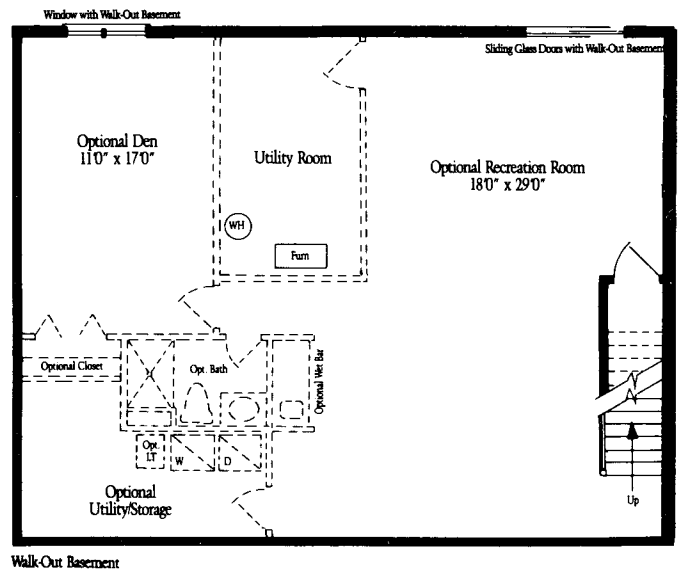 Window with Walk-Out Basement
Sliding Glass Doors with Walk-Out Basement
Optional Den
11'0" x 17'0"
Utility Room
Optional Recreation Room
18'0" x 29'0"
WH
Furn
Optional Closet
Opt. Bath
Optional Wet Bar
Opt.
LT
W
D
Optional
Utility/Storage
Up
Walk-Out Basement